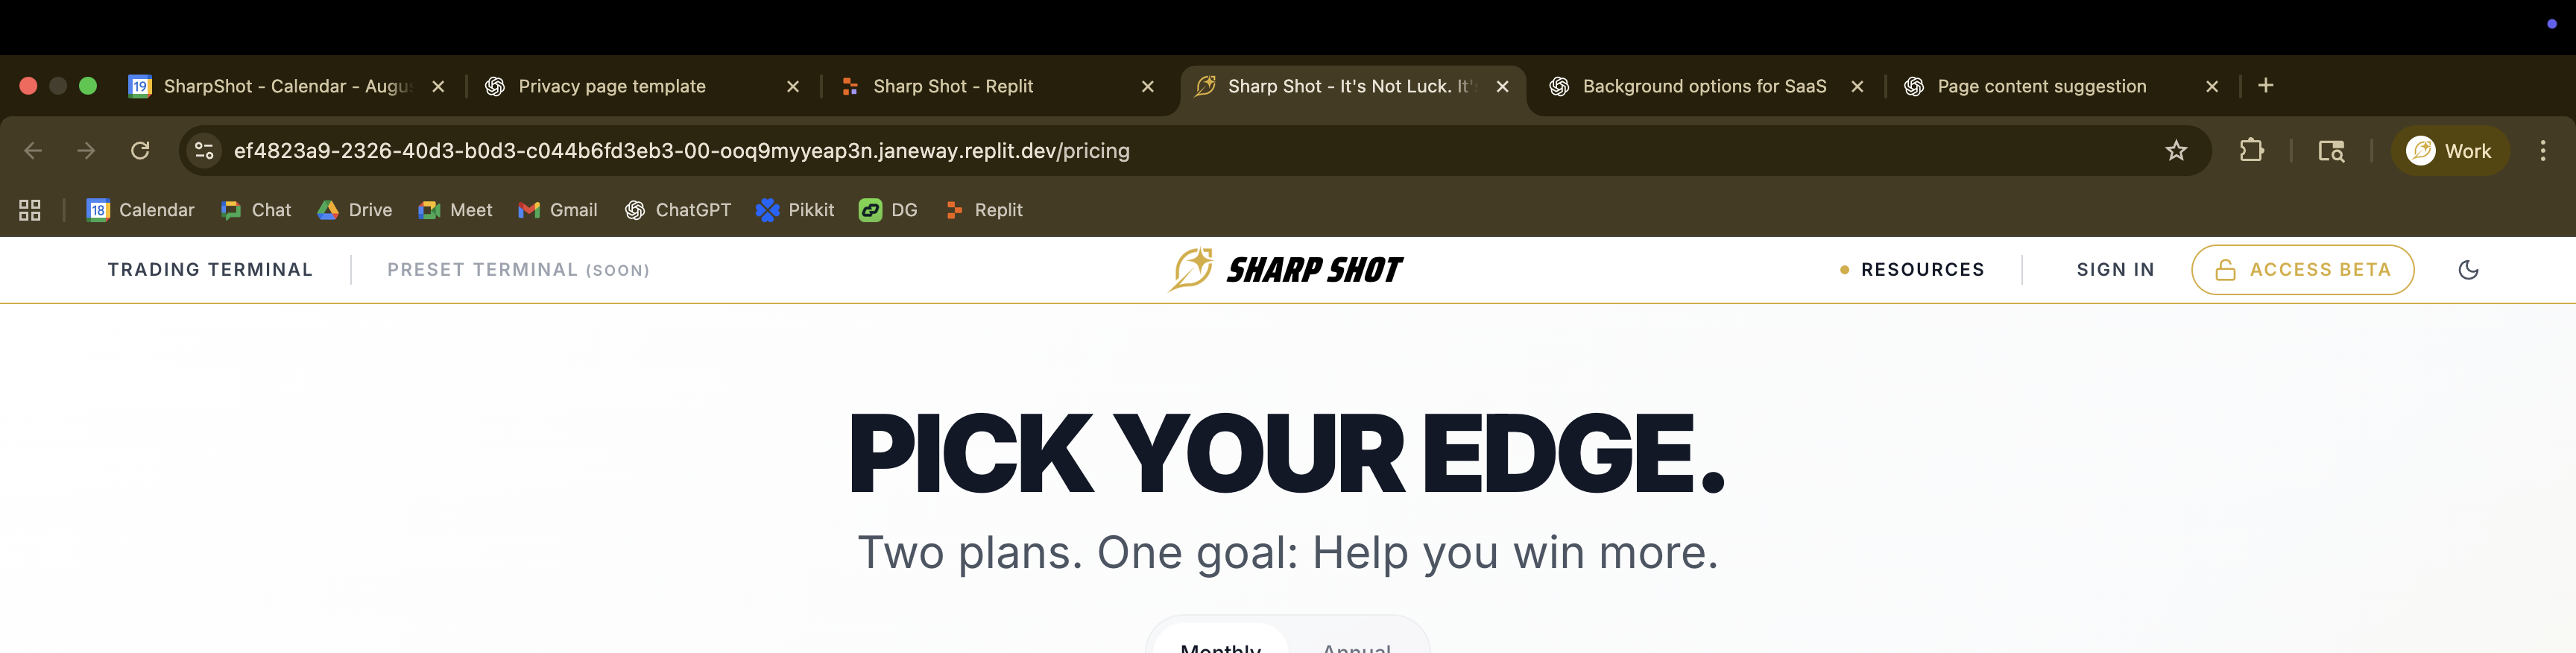 SharpShot - Calendar - Augu
Privacy page template
Sharp Shot - Replit
Sharp Shot - It's Not Luck. It'
Background options for SaaS
Page content suggestion
ef4823a9-2326-40d3-b0d3-c044b6fd3eb3-00-ooq9myyeap3n.janeway.replit.dev/pricing
Work
18 Calendar
Chat
Drive
Meet
Gmail
ChatGPT
Pikkit
DG
Replit
TRADING TERMINAL
PRESET TERMINAL (SOON)
SHARP SHOT
RESOURCES
SIGN IN
ACCESS BETA
PICK YOUR EDGE.
Two plans. One goal: Help you win more.
Monthly
Annual